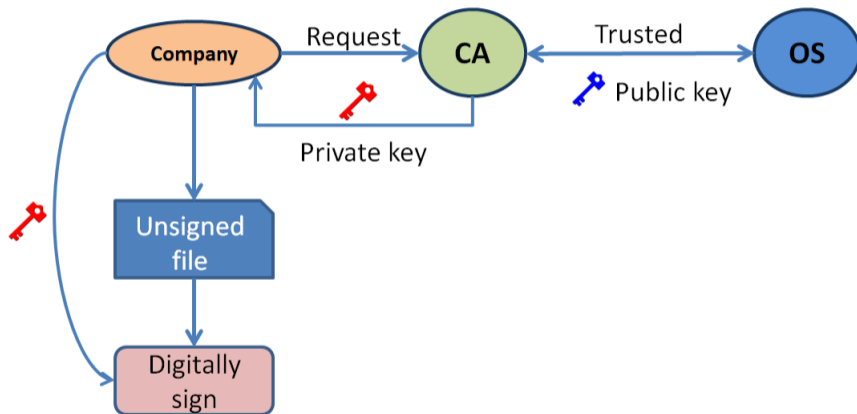 Company
Request
CA
Trusted
OS
Public key
Private key
Unsigned
file
Digitally
sign